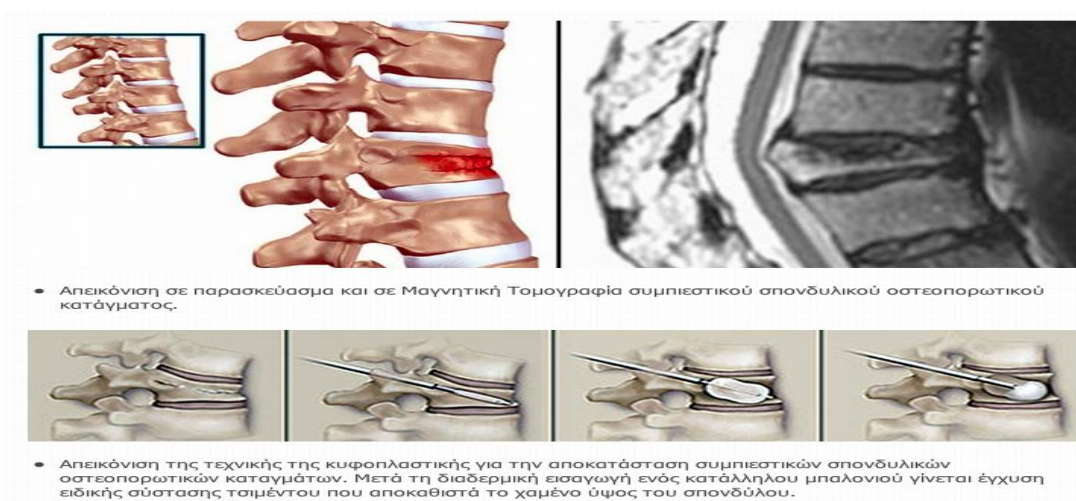 ● Απεικόνιση σε παρασκεύασμα και σε Μαγνητική Τομογραφία συμπιεστικού σπονδυλικού οστεοπορωτικού
κατάγματος.
● Απεικόνιση της τεχνικής της κυφοπλαστικής για την αποκατάσταση συμπιεστικών σπονδυλικών
οστεοπορωτικών καταγμάτων. Μετά τη διαδερμική εισαγωγή ενός κατάλληλου μπαλονιού γίνεται έγχυση
ειδικής σύστασης τσιμέντου που αποκαθιστά το χαμένο ύψος του σπονδύλου.